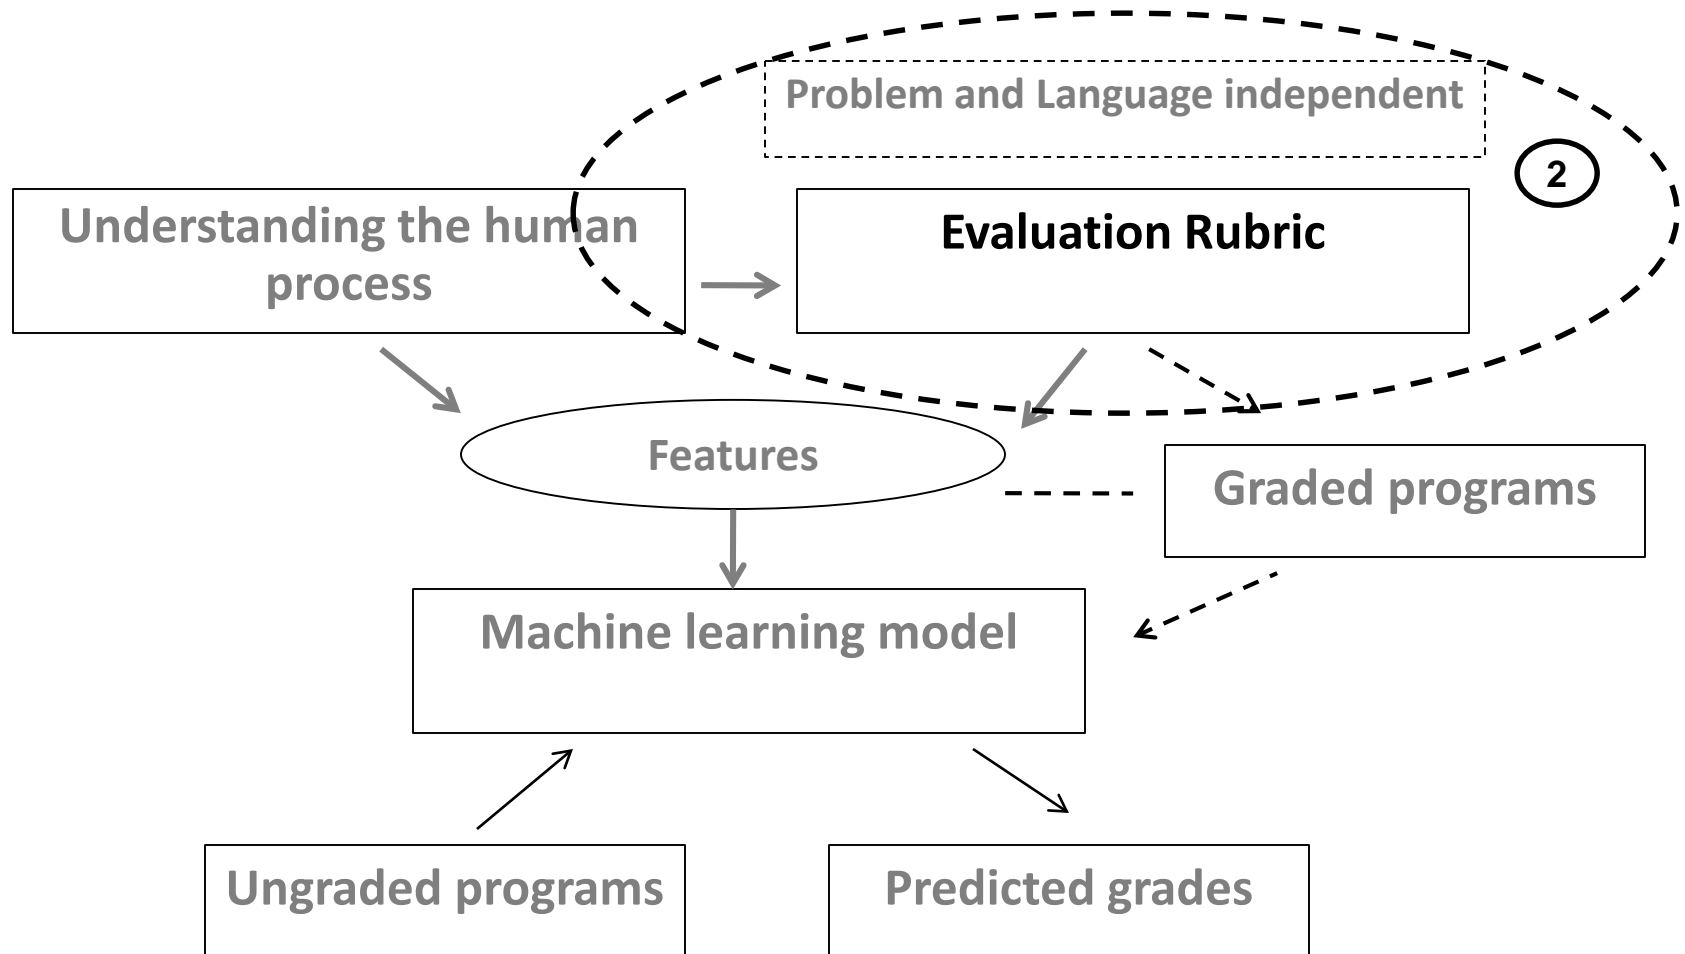 Problem and Language independent
2
Understanding the human
process
Evaluation Rubric
Features
Graded programs
Machine learning model
Ungraded programs
Predicted grades